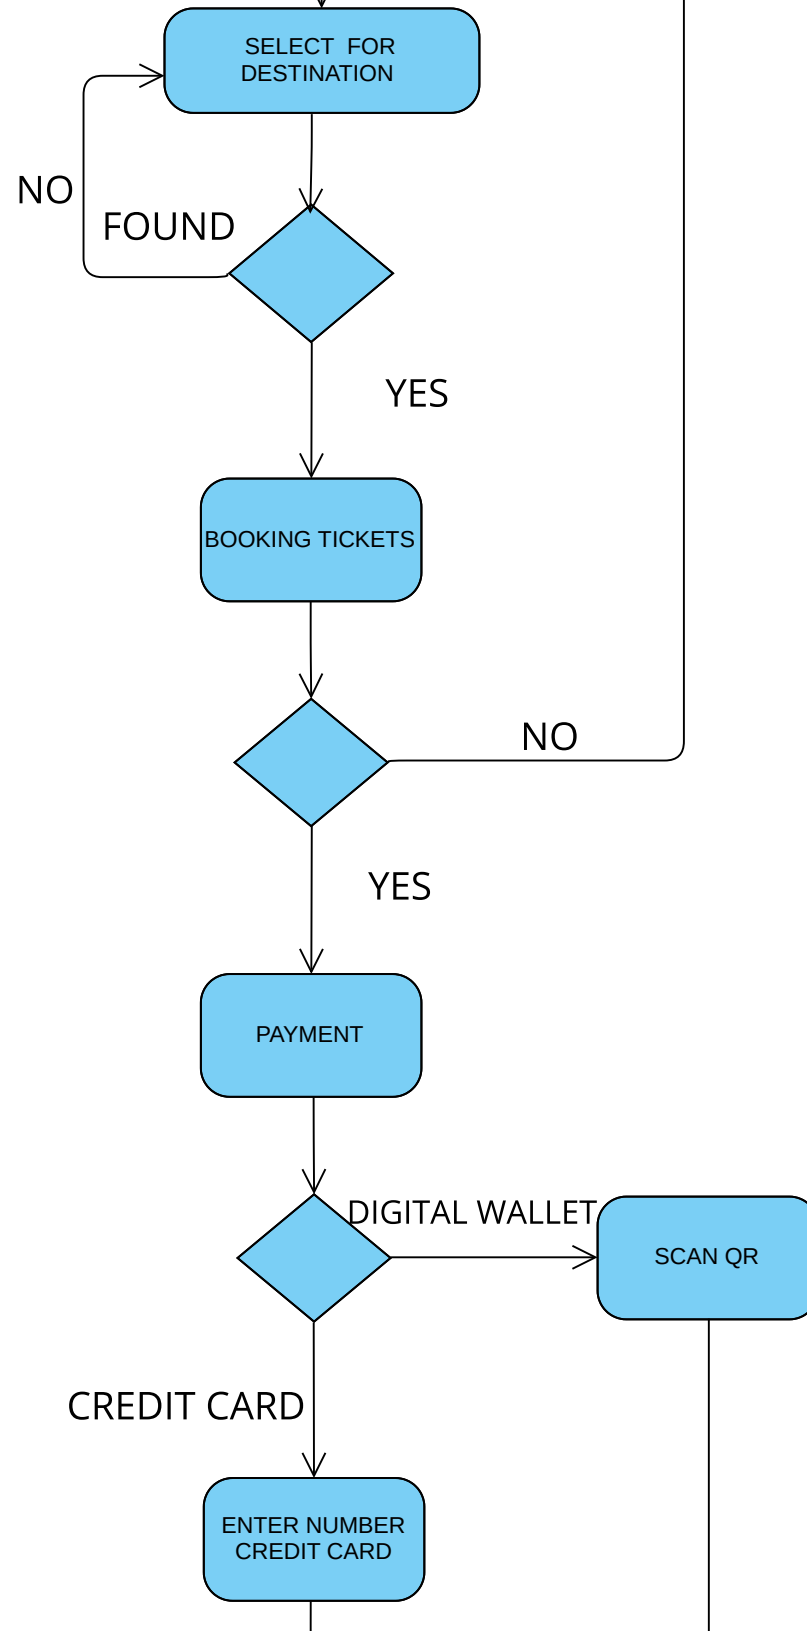 SELECT  FOR
DESTINATION
NO
FOUND
YES
BOOKING TICKETS
NO
YES
PAYMENT
DIGITAL WALLET
SCAN QR
CREDIT CARD
ENTER NUMBER
CREDIT CARD